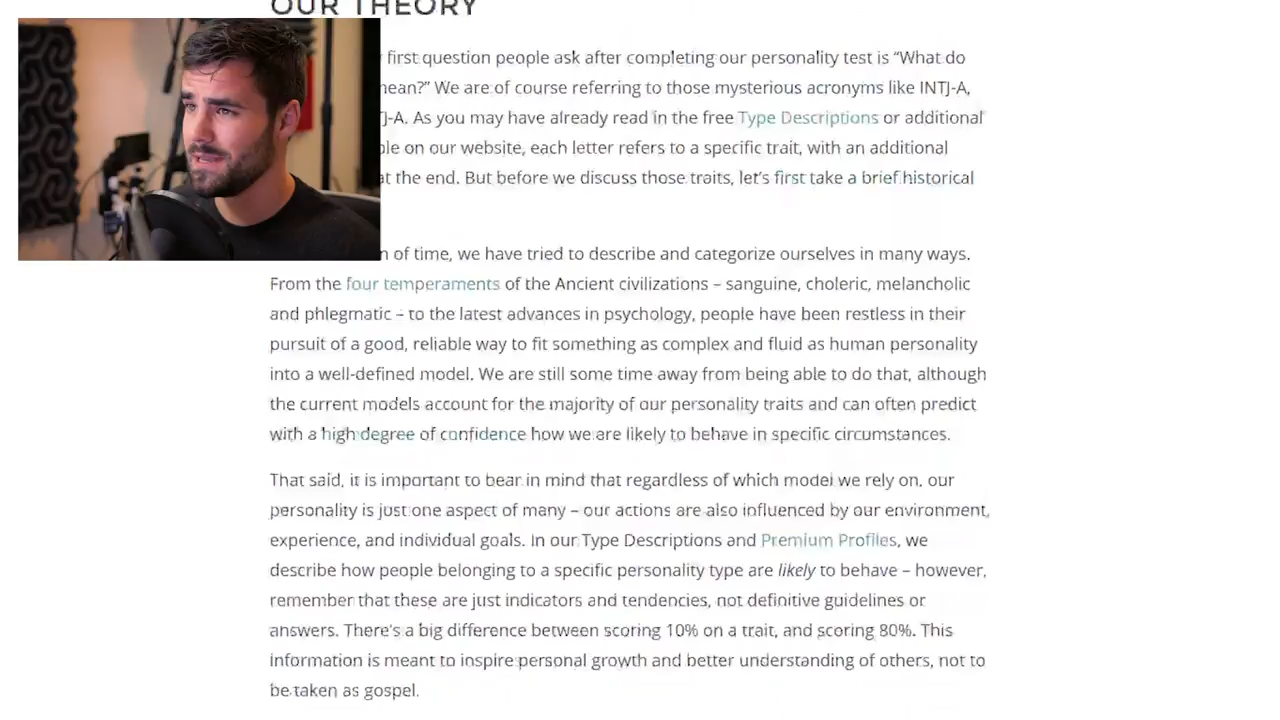 OUR THEORY
first question people ask after completing our personality test is “What do
mean?” We are of course referring to those mysterious acronyms like INTJ-A,
J-A. As you may have already read in the free Type Descriptions or additional
on our website, each letter refers to a specific trait, with an additional
at the end. But before we discuss those traits, let’s first take a brief historical
of time, we have tried to describe and categorize ourselves in many ways.
From the four temperaments of the Ancient civilizations – sanguine, choleric, melancholic
and phlegmatic – to the latest advances in psychology, people have been restless in their
pursuit of a good, reliable way to fit something as complex and fluid as human personality
into a well-defined model. We are still some time away from being able to do that, although
the current models account for the majority of our personality traits and can often predict
with a high degree of confidence how we are likely to behave in specific circumstances.
That said, it is important to bear in mind that regardless of which model we rely on, our
personality is just one aspect of many – our actions are also influenced by our environment,
experience, and individual goals. In our Type Descriptions and Premium Profiles, we
describe how people belonging to a specific personality type are likely to behave – however,
remember that these are just indicators and tendencies, not definitive guidelines or
answers. There’s a big difference between scoring 10% on a trait, and scoring 80%. This
information is meant to inspire personal growth and better understanding of others, not to
be taken as gospel.